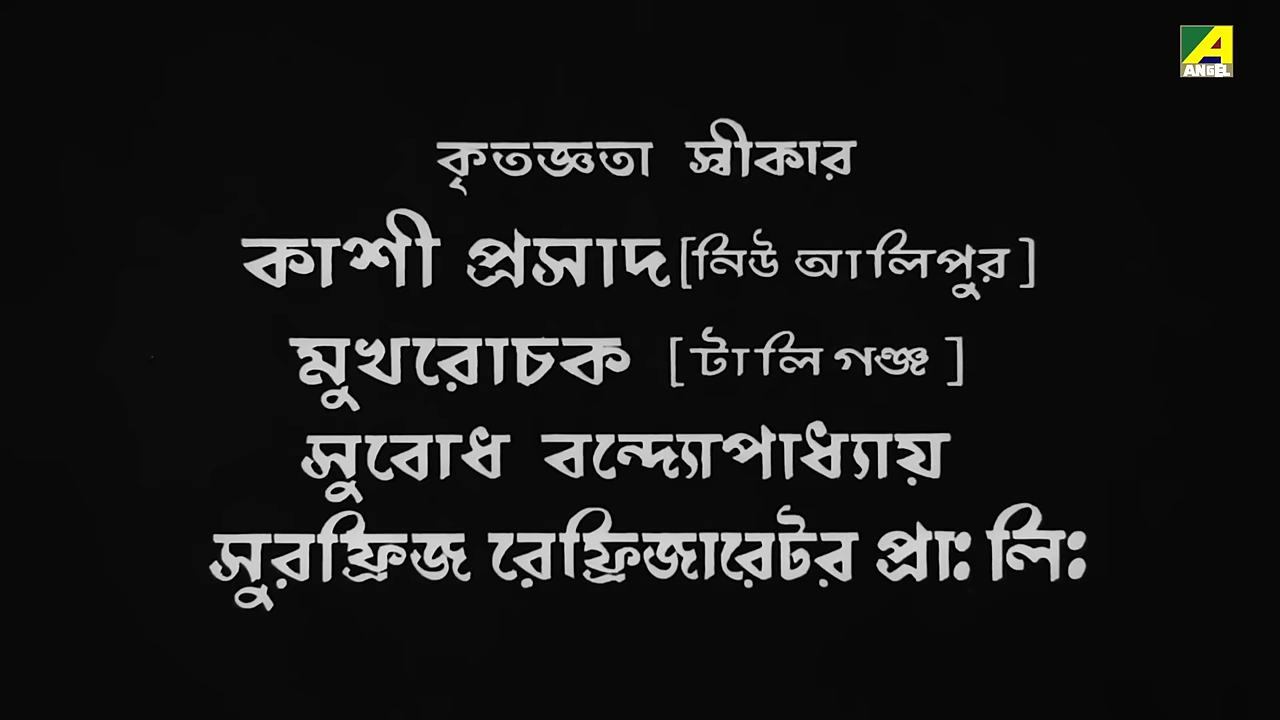 ANGEL
কৃতজ্ঞতা স্বীকার
কাশী প্রসাদ [নিউ আলিপুর]
মুখরোচক [টালিগঞ্জ]
সুবোধ বন্দ্যোপাধ্যায়
সুরফ্রিজ রেফ্রিজারেটর প্রাঃ লিঃ